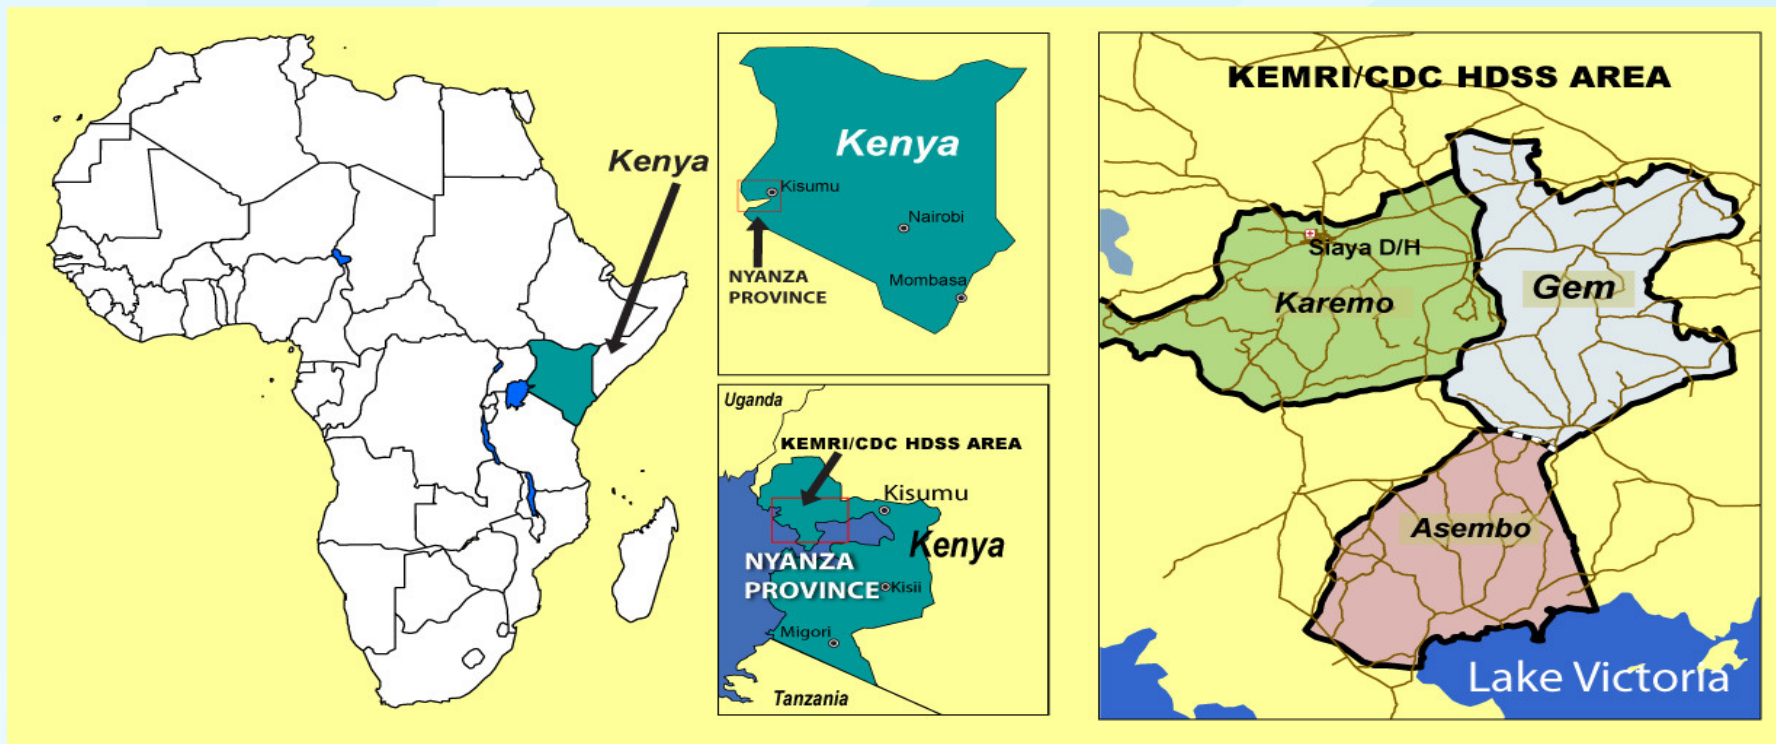 Kenya
Kenya
Kisumu
Nairobi
NYANZA
PROVINCE
Mombasa
Uganda
KEMRI/CDC HDSS AREA
Kisumu
Kenya
NYANZA
PROVINCE
Kisii
Migori
Tanzania
KEMRI/CDC HDSS AREA
Siaya D/H
Gem
Karemo
Asembo
Lake Victoria